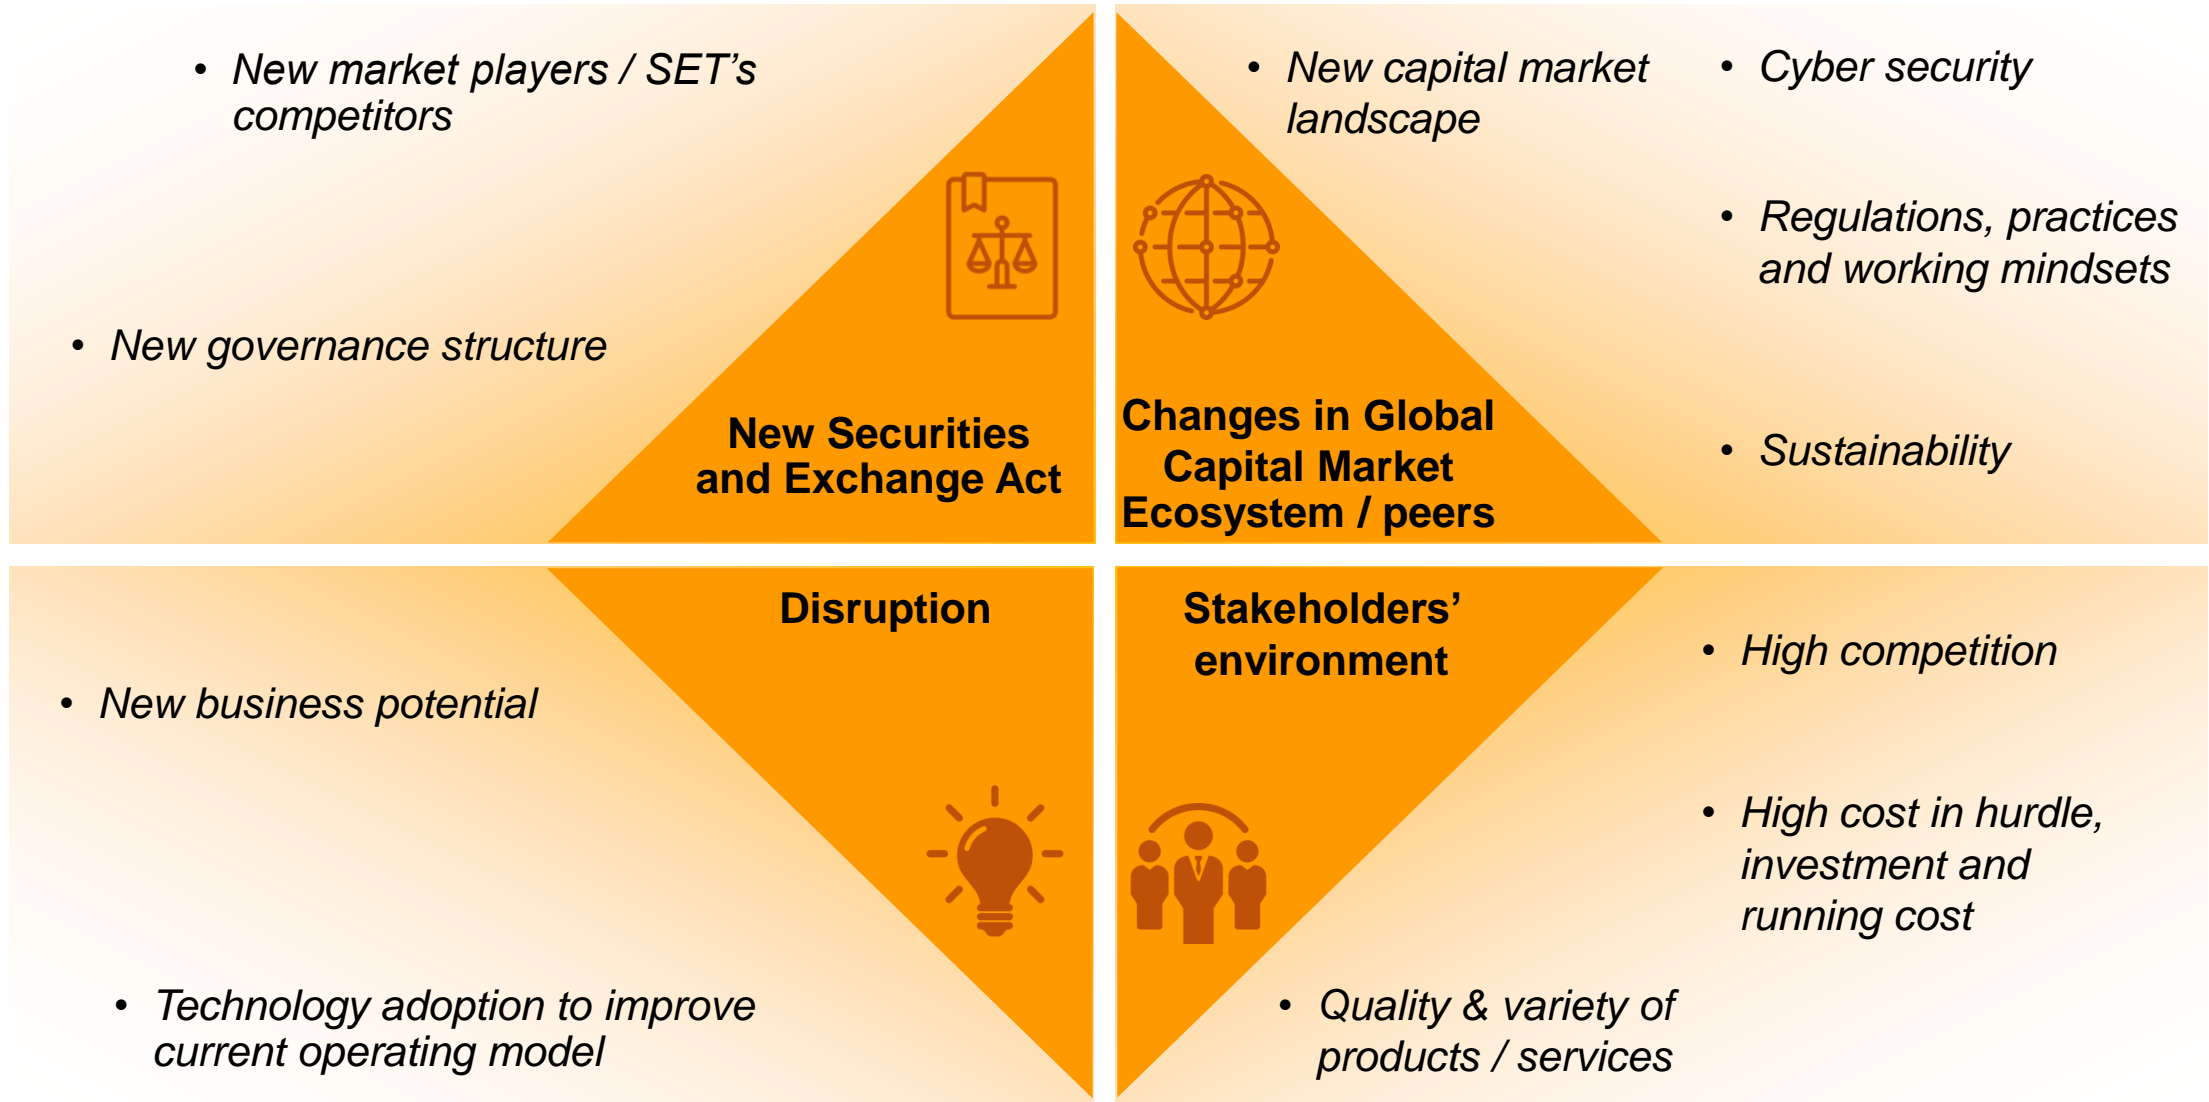 • New market players / SET’s
competitors
• New governance structure
New Securities
and Exchange Act
• New capital market
landscape
• Cyber security
• Regulations, practices
and working mindsets
• Sustainability
Changes in Global
Capital Market
Ecosystem / peers
Disruption
• New business potential
• Technology adoption to improve
current operating model
Stakeholders’
environment
• High competition
• High cost in hurdle,
investment and
running cost
• Quality & variety of
products / services